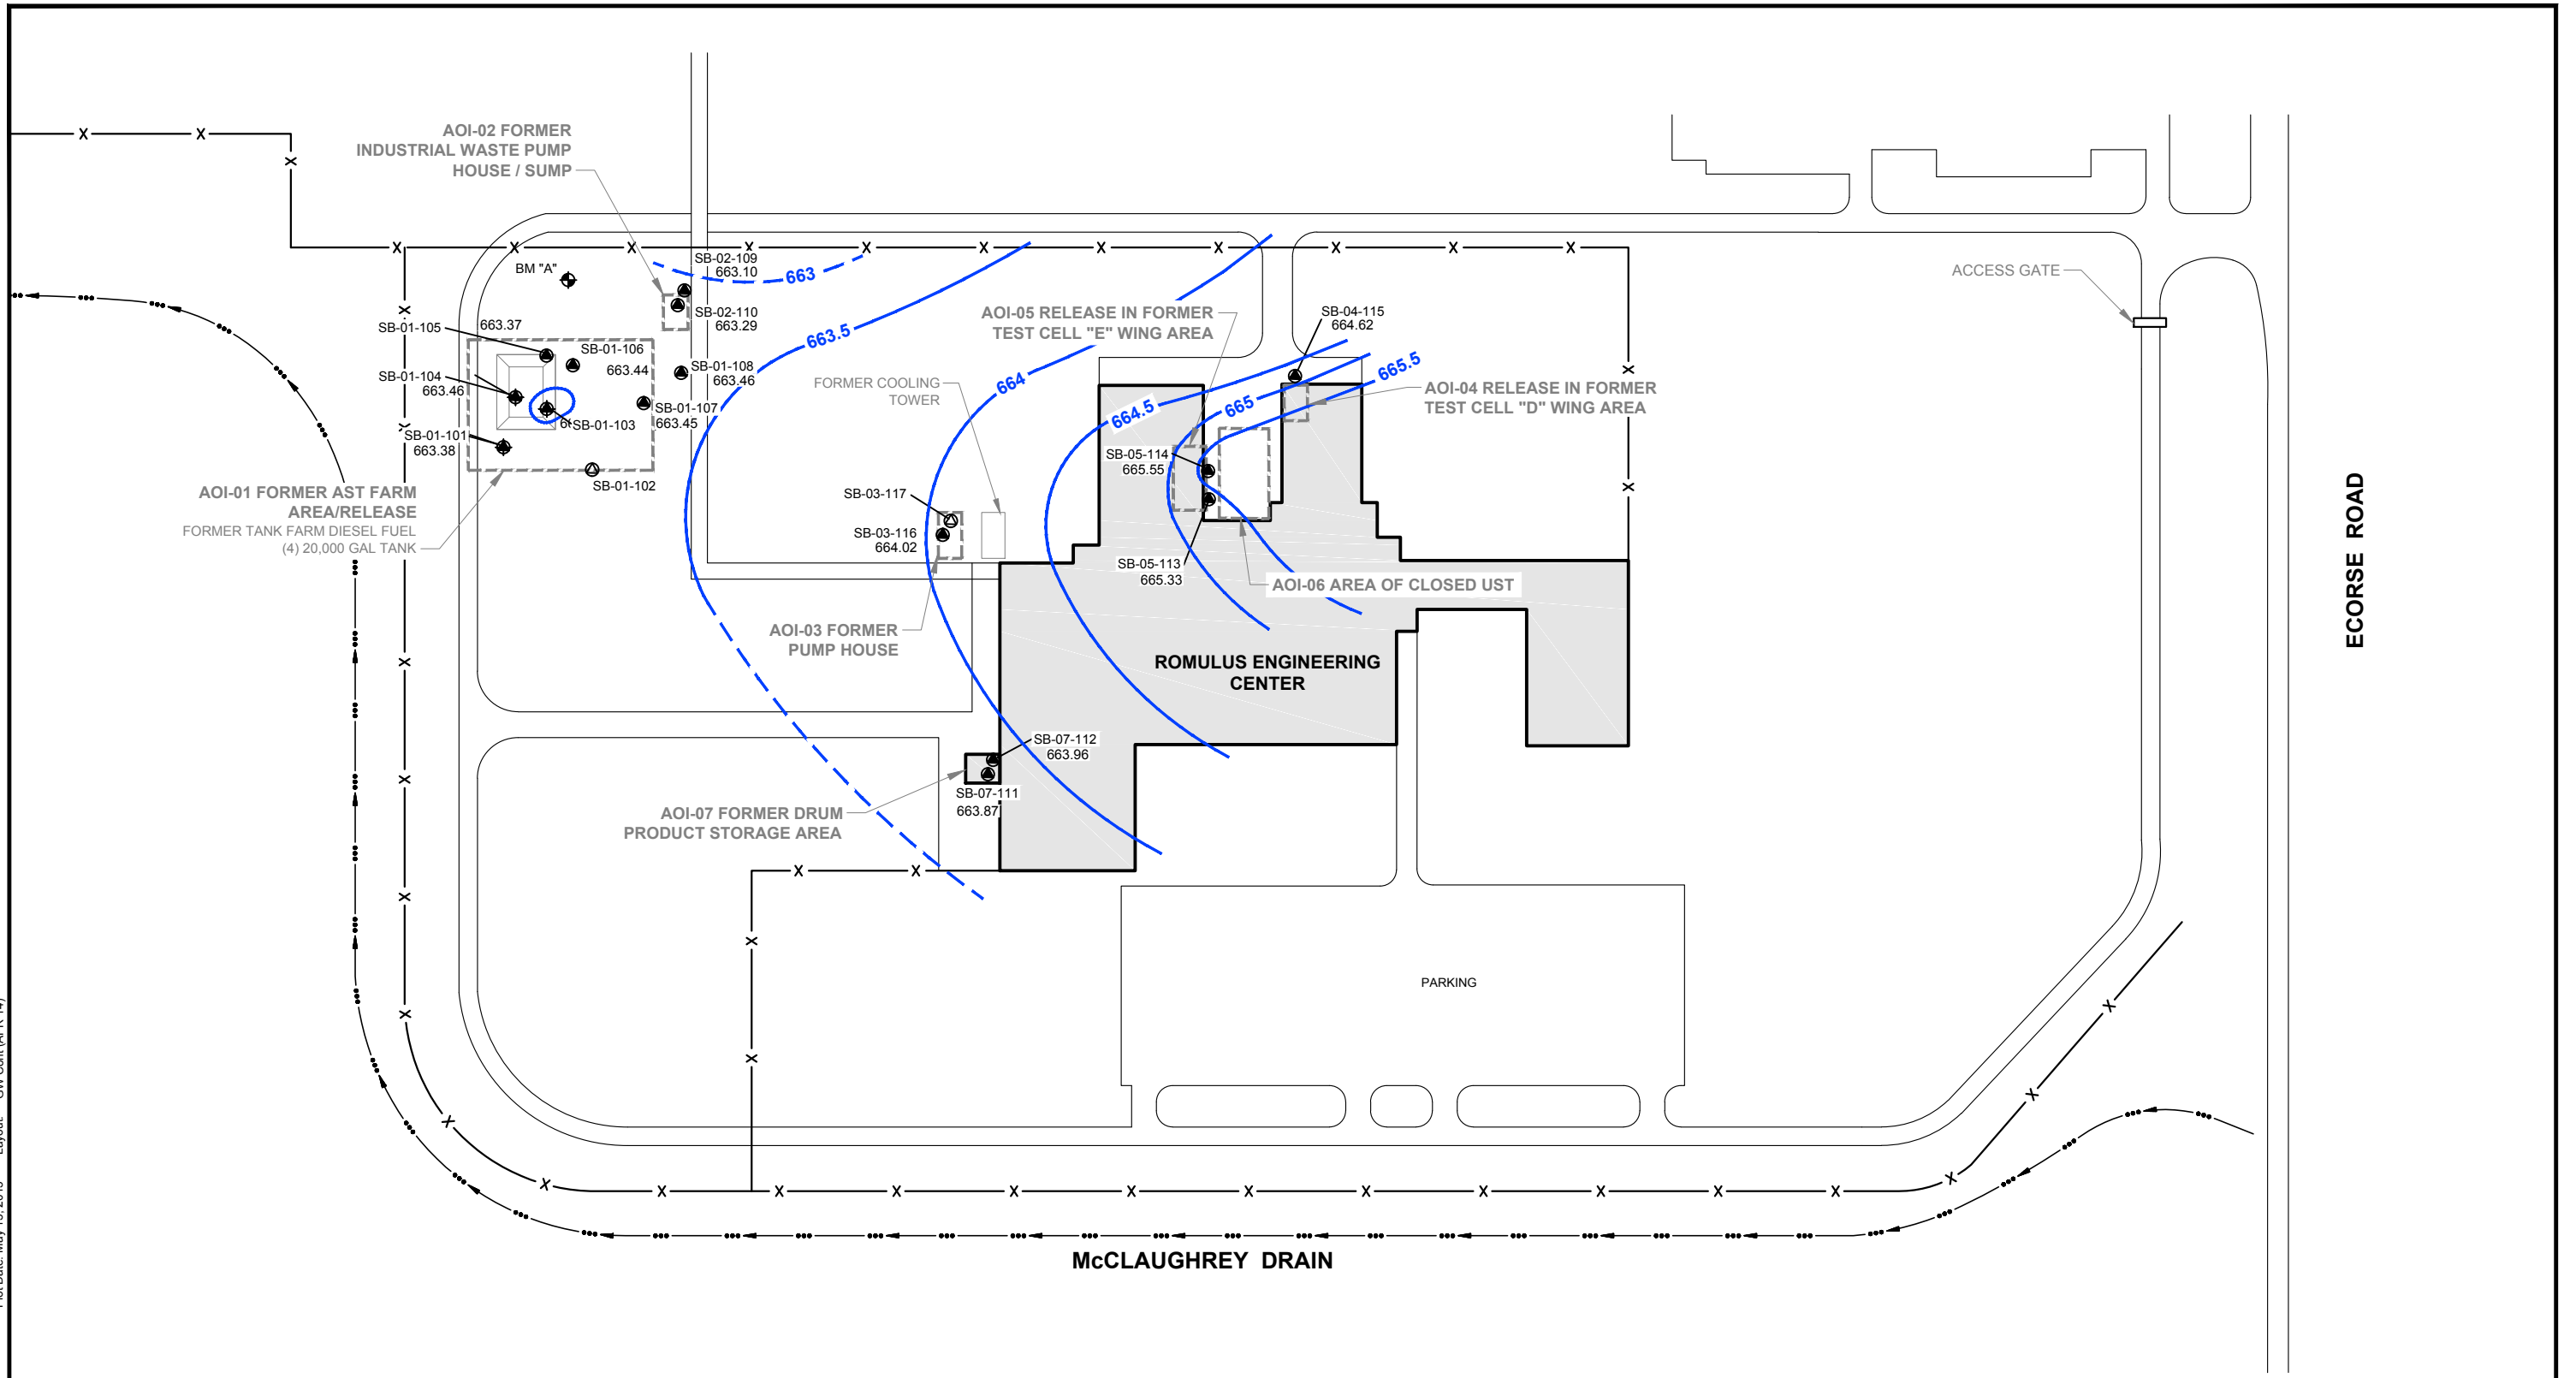 AOI-02 FORMER
INDUSTRIAL WASTE PUMP
HOUSE / SUMP
BM "A"
SB-02-109
663.10
663
SB-02-110
663.29
ACCESS GATE
SB-01-105
663.37
SB-01-106
663.44
SB-01-104
663.46
SB-01-108
663.46
SB-01-107
663.45
SB-01-103
SB-01-101
663.38
SB-01-102
AOI-01 FORMER AST FARM
AREA/RELEASE
FORMER TANK FARM DIESEL FUEL
(4) 20,000 GAL TANK
663.5
AOI-05 RELEASE IN FORMER
TEST CELL "E" WING AREA
SB-04-115
664.62
FORMER COOLING
TOWER
664
664.5
665
665.5
AOI-04 RELEASE IN FORMER
TEST CELL "D" WING AREA
SB-05-114
665.55
SB-03-117
SB-03-116
664.02
SB-05-113
665.33
AOI-06 AREA OF CLOSED UST
AOI-03 FORMER
PUMP HOUSE
ROMULUS ENGINEERING
CENTER
SB-07-112
663.96
SB-07-111
663.87
AOI-07 FORMER DRUM
PRODUCT STORAGE AREA
ECORSE ROAD
PARKING
McCLAUGHREY DRAIN